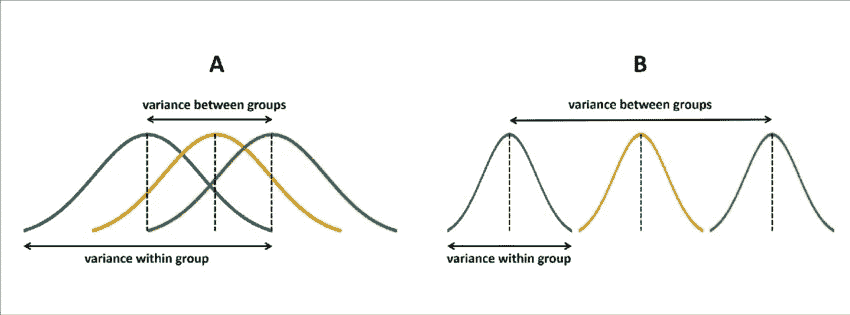 A
variance between groups
variance within group
B
variance between groups
variance within group